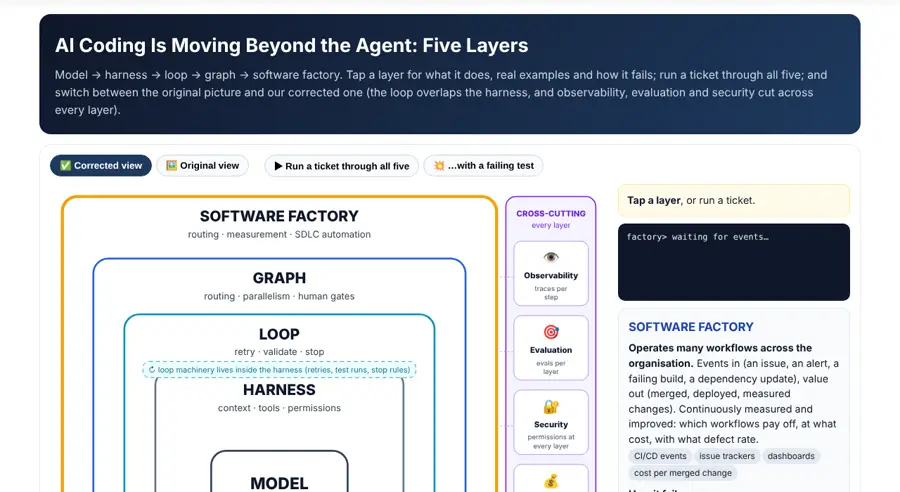 AI Coding Is Moving Beyond the Agent: Five Layers
Model → harness → loop → graph → software factory. Tap a layer for what it does, real examples and how it fails; run a ticket through all five; and
switch between the original picture and our corrected one (the loop overlaps the harness, and observability, evaluation and security cut across
every layer).
✅ Corrected view
🖼️ Original view
▶ Run a ticket through all five
💥 …with a failing test
SOFTWARE FACTORY
routing · measurement · SDLC automation
GRAPH
routing · parallelism · human gates
LOOP
retry · validate · stop
↻ loop machinery lives inside the harness (retries, test runs, stop rules)
HARNESS
context · tools · permissions
MODEL
CROSS-CUTTING
every layer
Observability
traces per
step
Evaluation
evals per
layer
Security
permissions at
every layer
Tap a layer, or run a ticket.
factory> waiting for events…
SOFTWARE FACTORY
Operates many workflows across the
organisation. Events in (an issue, an alert, a
failing build, a dependency update), value
out (merged, deployed, measured
changes). Continuously measured and
improved: which workflows pay off, at what
cost, with what defect rate.
CI/CD events
issue trackers
dashboards
cost per merged change